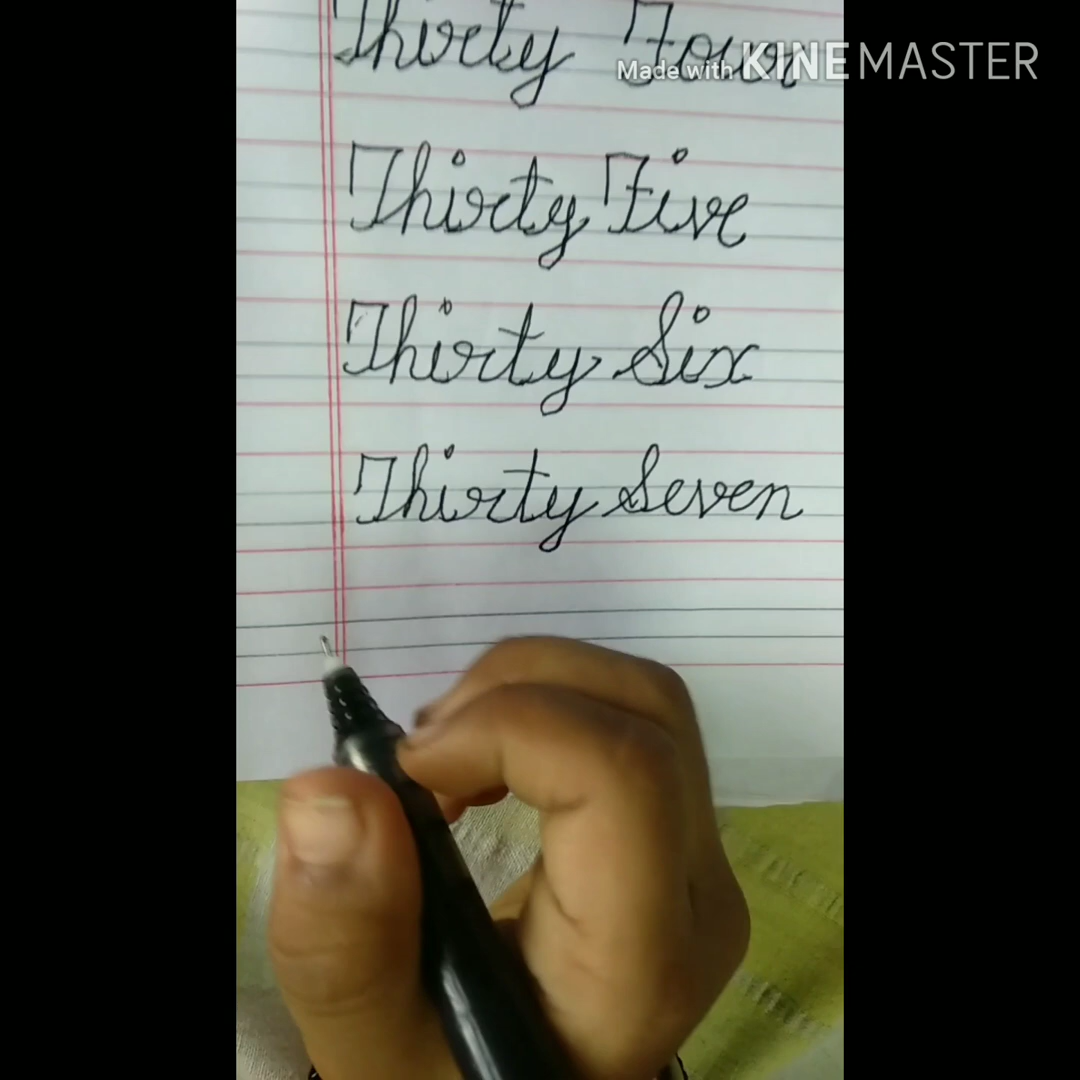 Thirty Four
Made with KINEMASTER
Thirty Five
Thirty Six
Thirty Seven